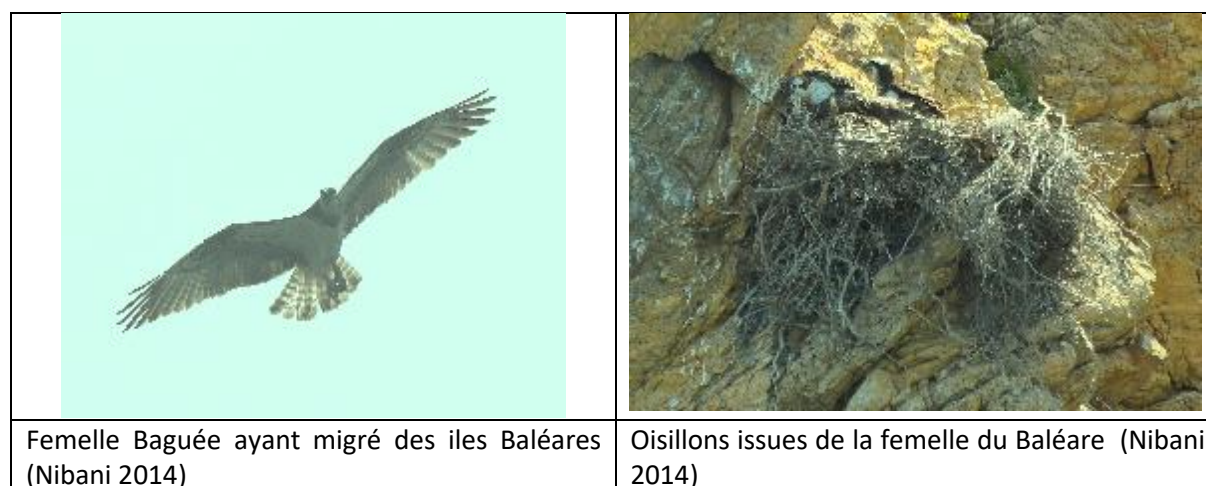 Femelle Baguée ayant migré des iles Baléares
(Nibani 2014)
Oisillons issues de la femelle du Baléare (Nibani
2014)